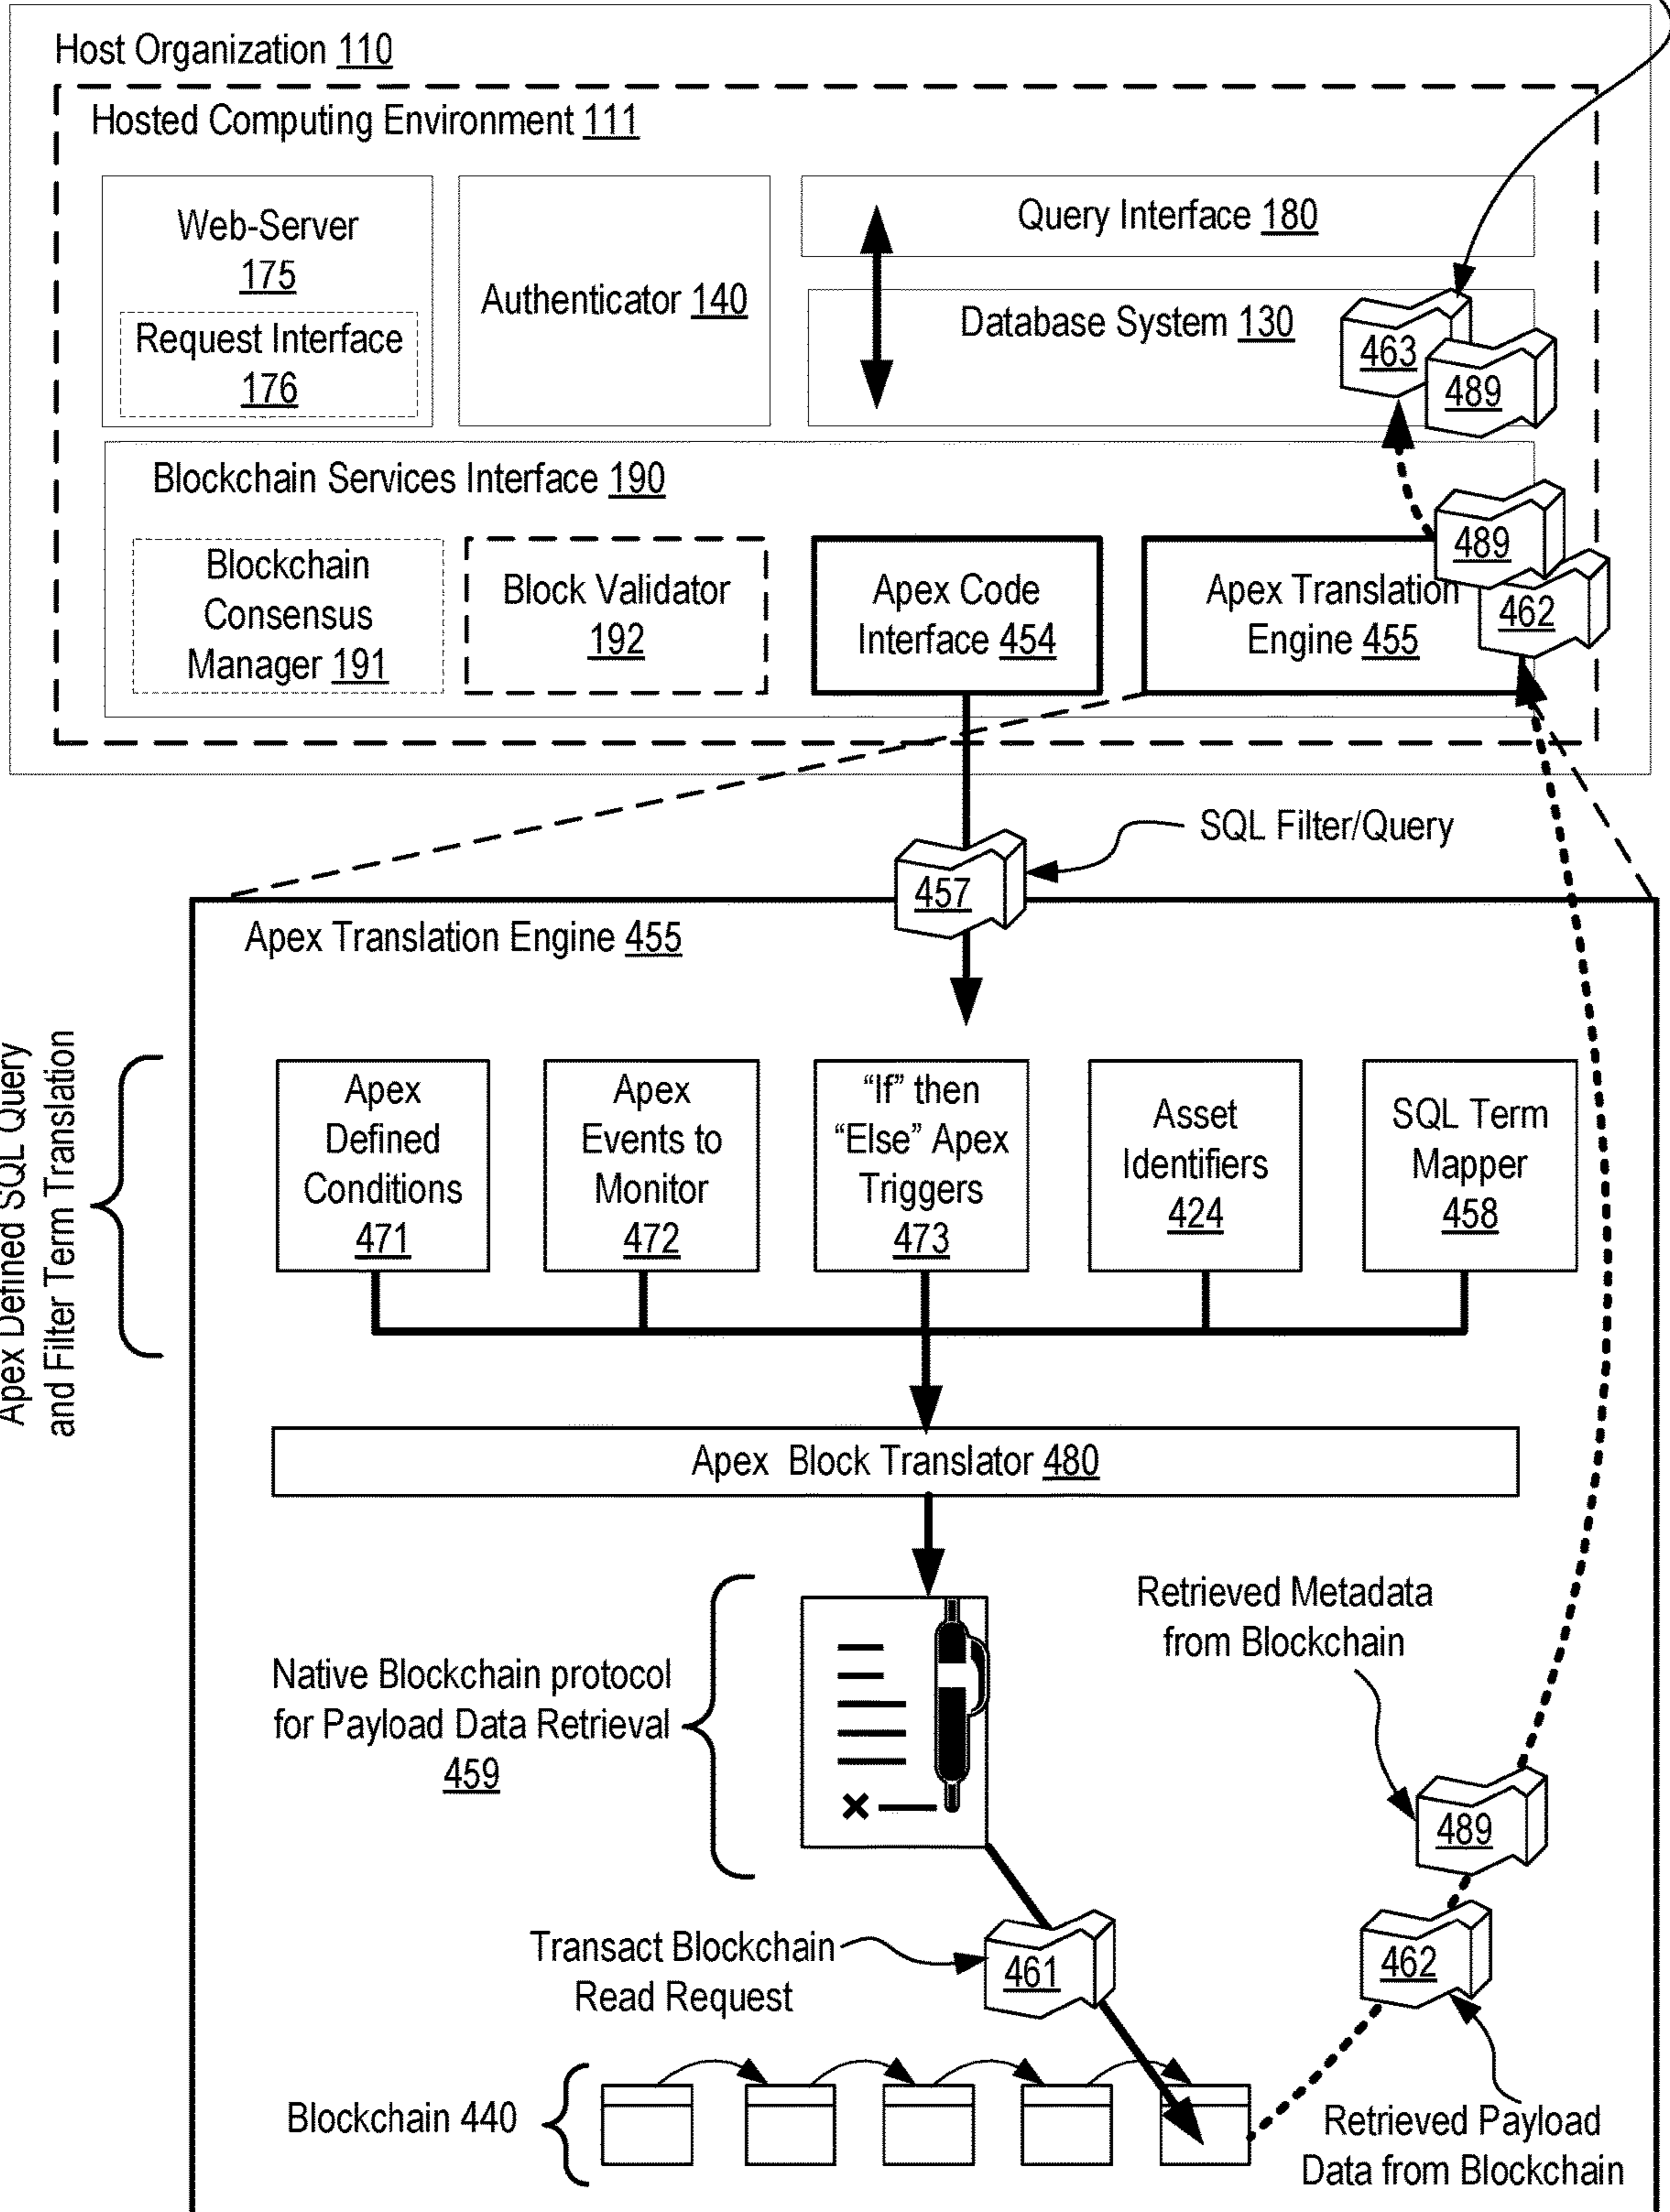 Host Organization 110
Hosted Computing Environment 111
Web-Server
175
Request Interface
176
Authenticator 140
Query Interface 180
Database System 130
463
489
Blockchain Services Interface 190
Blockchain
Consensus
Manager 191
Block Validator
192
Apex Code
Interface 454
Apex Translation
Engine 455
489
462
SQL Filter/Query
457
Apex Translation Engine 455
Apex Defined SQL Query
and Filter Term Translation
Apex
Defined
Conditions
471
Apex
Events to
Monitor
472
“If” then
“Else” Apex
Triggers
473
Asset
Identifiers
424
SQL Term
Mapper
458
Apex Block Translator 480
Native Blockchain protocol
for Payload Data Retrieval
459
Retrieved Metadata
from Blockchain
489
Transact Blockchain
Read Request
461
462
Blockchain 440
Retrieved Payload
Data from Blockchain